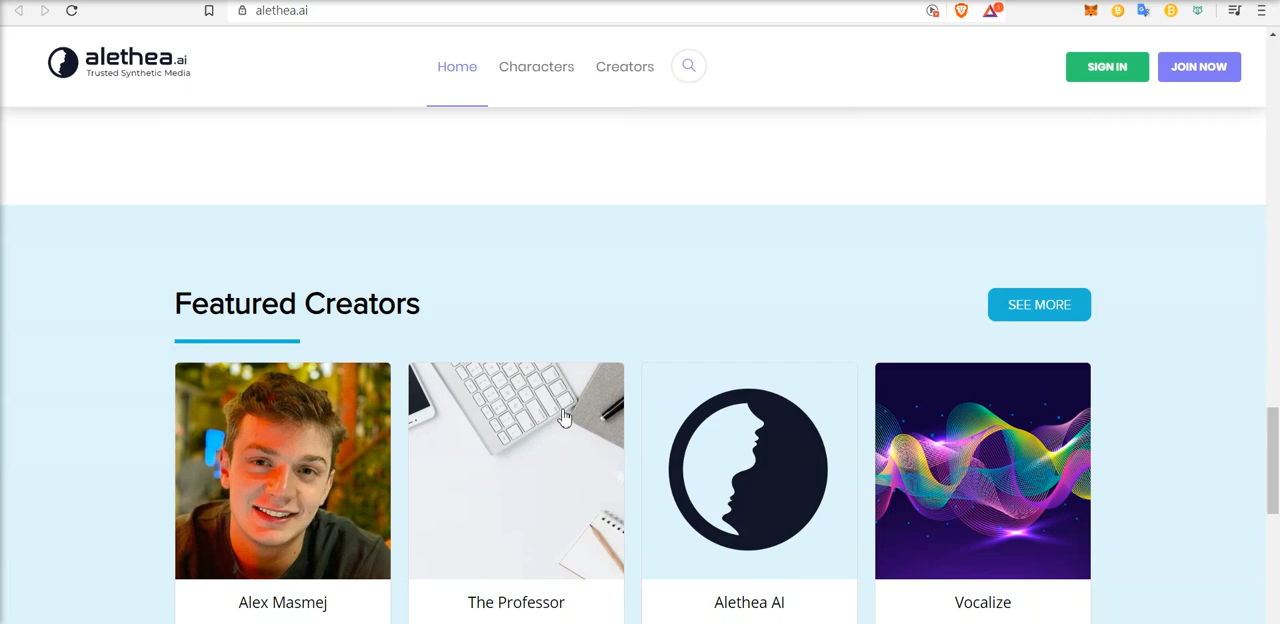 alethea.ai
1
alethea.ai
Trusted Synthetic Media
Home
Characters
Creators
SIGN IN
JOIN NOW
Featured Creators
SEE MORE
Alex Masmej
The Professor
Alethea AI
Vocalize